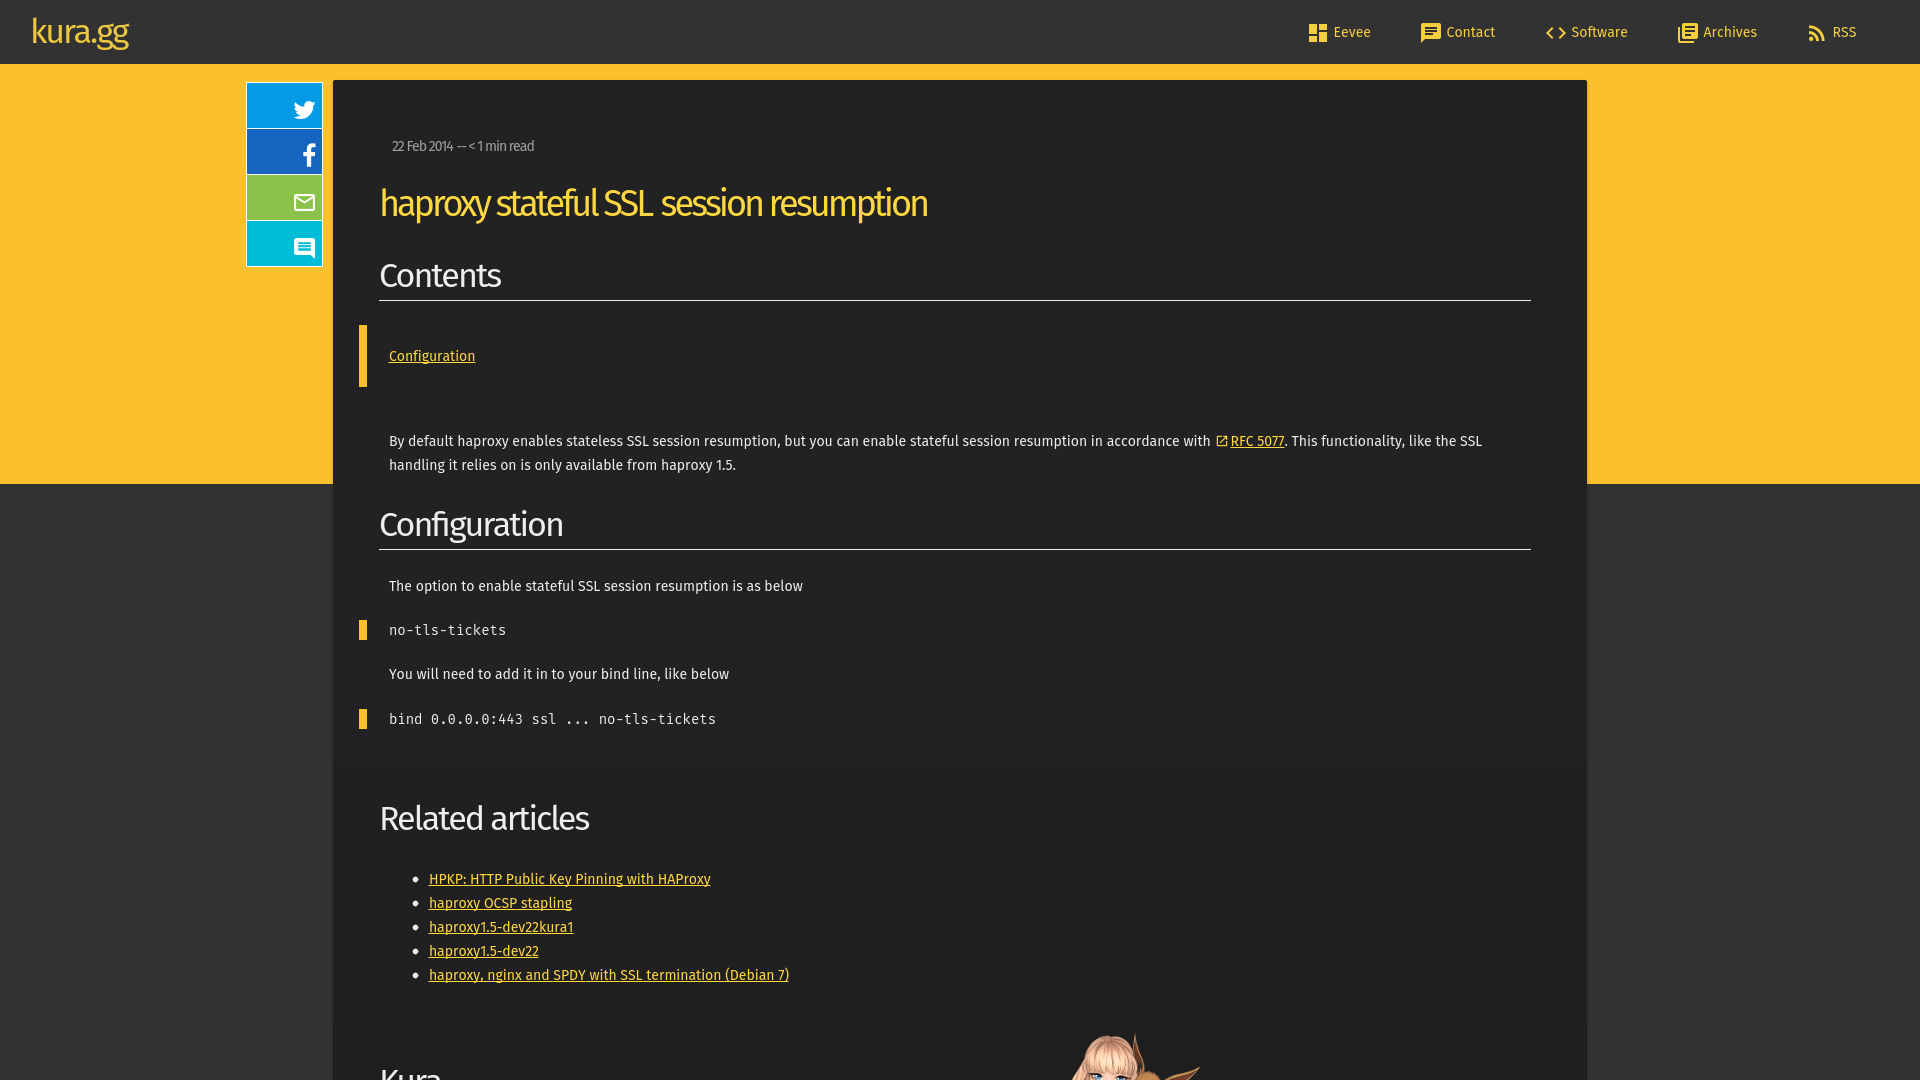 kura.gg
Eevee
Contact
Software
Archives
RSS
22 Feb 2014 -- < 1 min read
haproxy stateful SSL session resumption
Contents
Configuration
By default haproxy enables stateless SSL session resumption, but you can enable stateful session resumption in accordance with RFC 5077. This functionality, like the SSL
handling it relies on is only available from haproxy 1.5.
Configuration
The option to enable stateful SSL session resumption is as below
no-tls-tickets
You will need to add it in to your bind line, like below
bind 0.0.0.0:443 ssl ... no-tls-tickets
Related articles
HPKP: HTTP Public Key Pinning with HAProxy
haproxy OCSP stapling
haproxy1.5-dev22kura1
haproxy1.5-dev22
haproxy, nginx and SPDY with SSL termination (Debian 7)
Kura